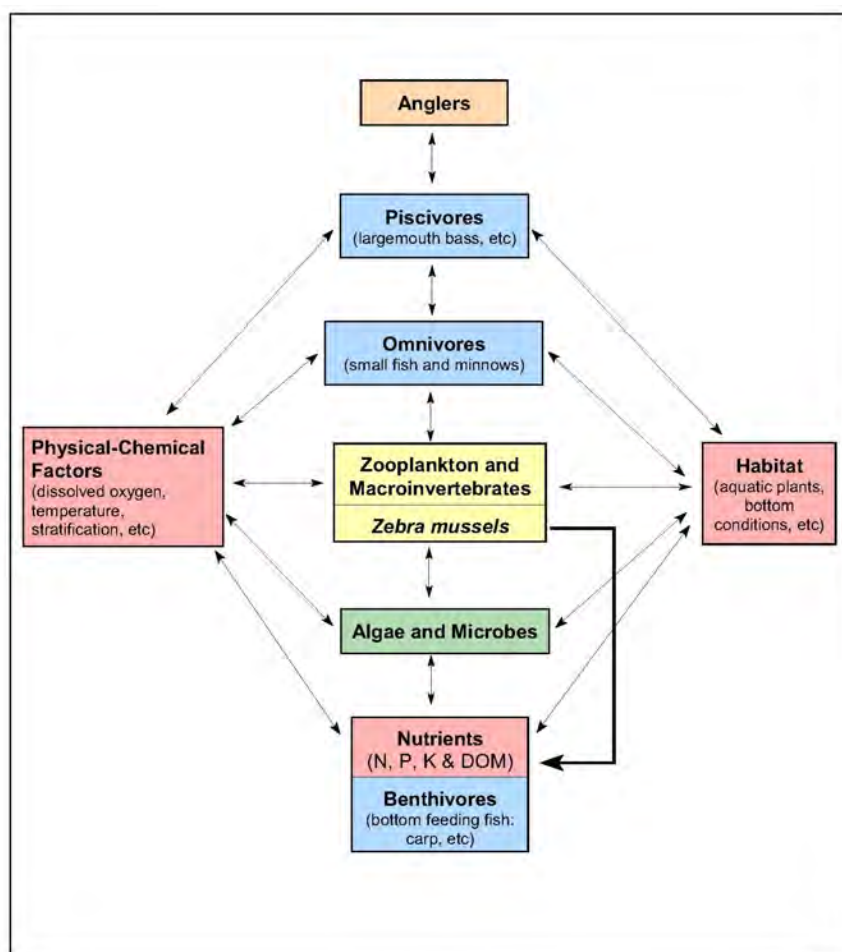 Anglers
Piscivores
(largemouth bass, etc)
Omnivores
(small fish and minnows)
Physical-Chemical
Factors
(dissolved oxygen,
temperature,
stratification, etc)
Zooplankton and
Macroinvertebrates
Zebra mussels
Habitat
(aquatic plants,
bottom
conditions, etc)
Algae and Microbes
Nutrients
(N, P, K & DOM)
Benthivores
(bottom feeding fish:
carp, etc)